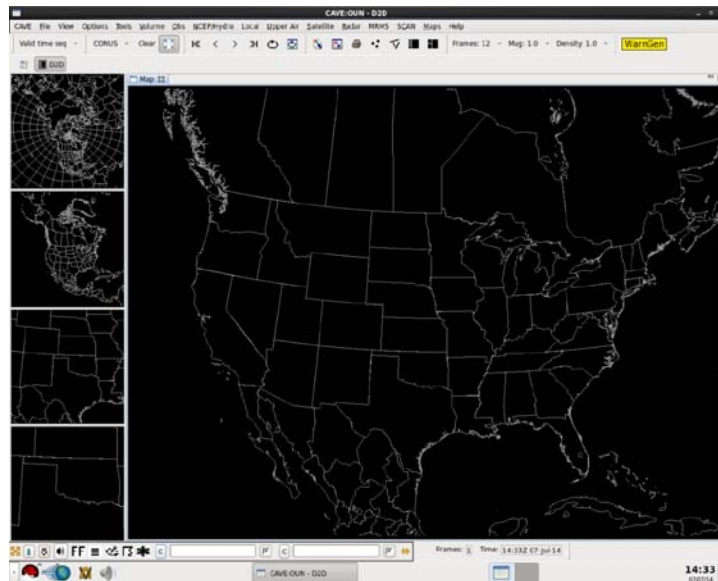 CAVE:OUN - D2D
CAVE File View Options Tools Volume Obs NCEP/Hydro Local Upper Air Satellite Radar MRMS SCAN Maps Help
Valid time seq CONUS Clear Frames: 12 Mag: 1.0 Density: 1.0 WarnGen
D2D
Map
FF
C C
Frames: 1 Time: 14:33Z 07-Jul-14
CAVE:OUN - D2D
14:33